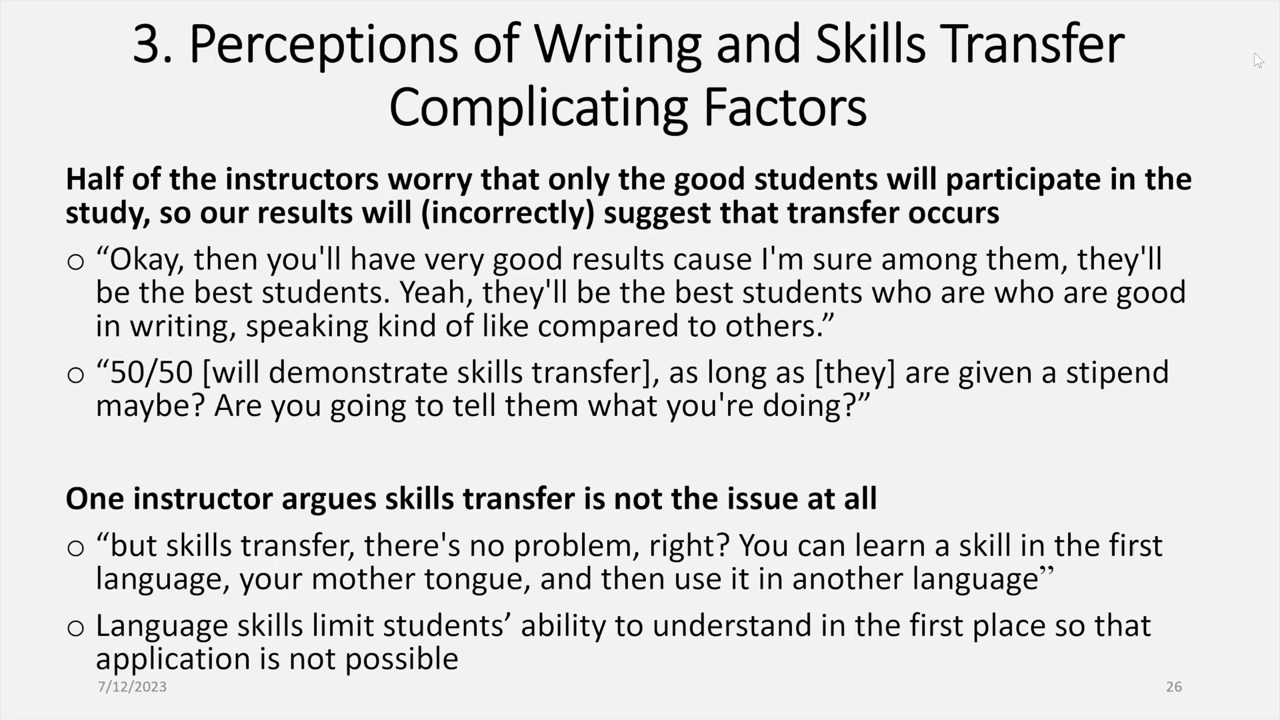 3. Perceptions of Writing and Skills Transfer
Complicating Factors
Half of the instructors worry that only the good students will participate in the
study, so our results will (incorrectly) suggest that transfer occurs
o “Okay, then you'll have very good results cause I'm sure among them, they'll
be the best students. Yeah, they'll be the best students who are who are good
in writing, speaking kind of like compared to others.”
o “50/50 [will demonstrate skills transfer], as long as [they] are given a stipend
maybe? Are you going to tell them what you're doing?”
One instructor argues skills transfer is not the issue at all
o “but skills transfer, there's no problem, right? You can learn a skill in the first
language, your mother tongue, and then use it in another language”
o Language skills limit students’ ability to understand in the first place so that
application is not possible
7/12/2023
26